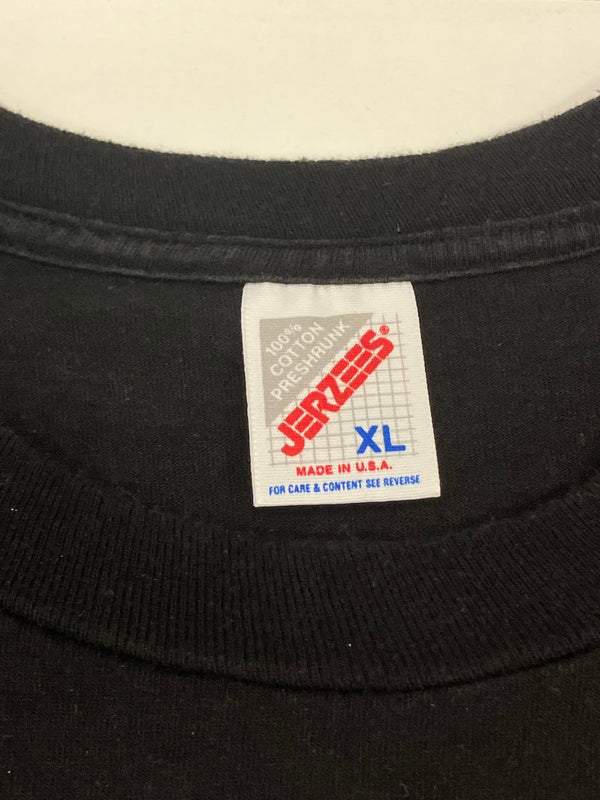 100%
COTTON
PRESHRUNK
JERZEES®
XL
MADE IN U.S.A.
FOR CARE & CONTENT SEE REVERSE